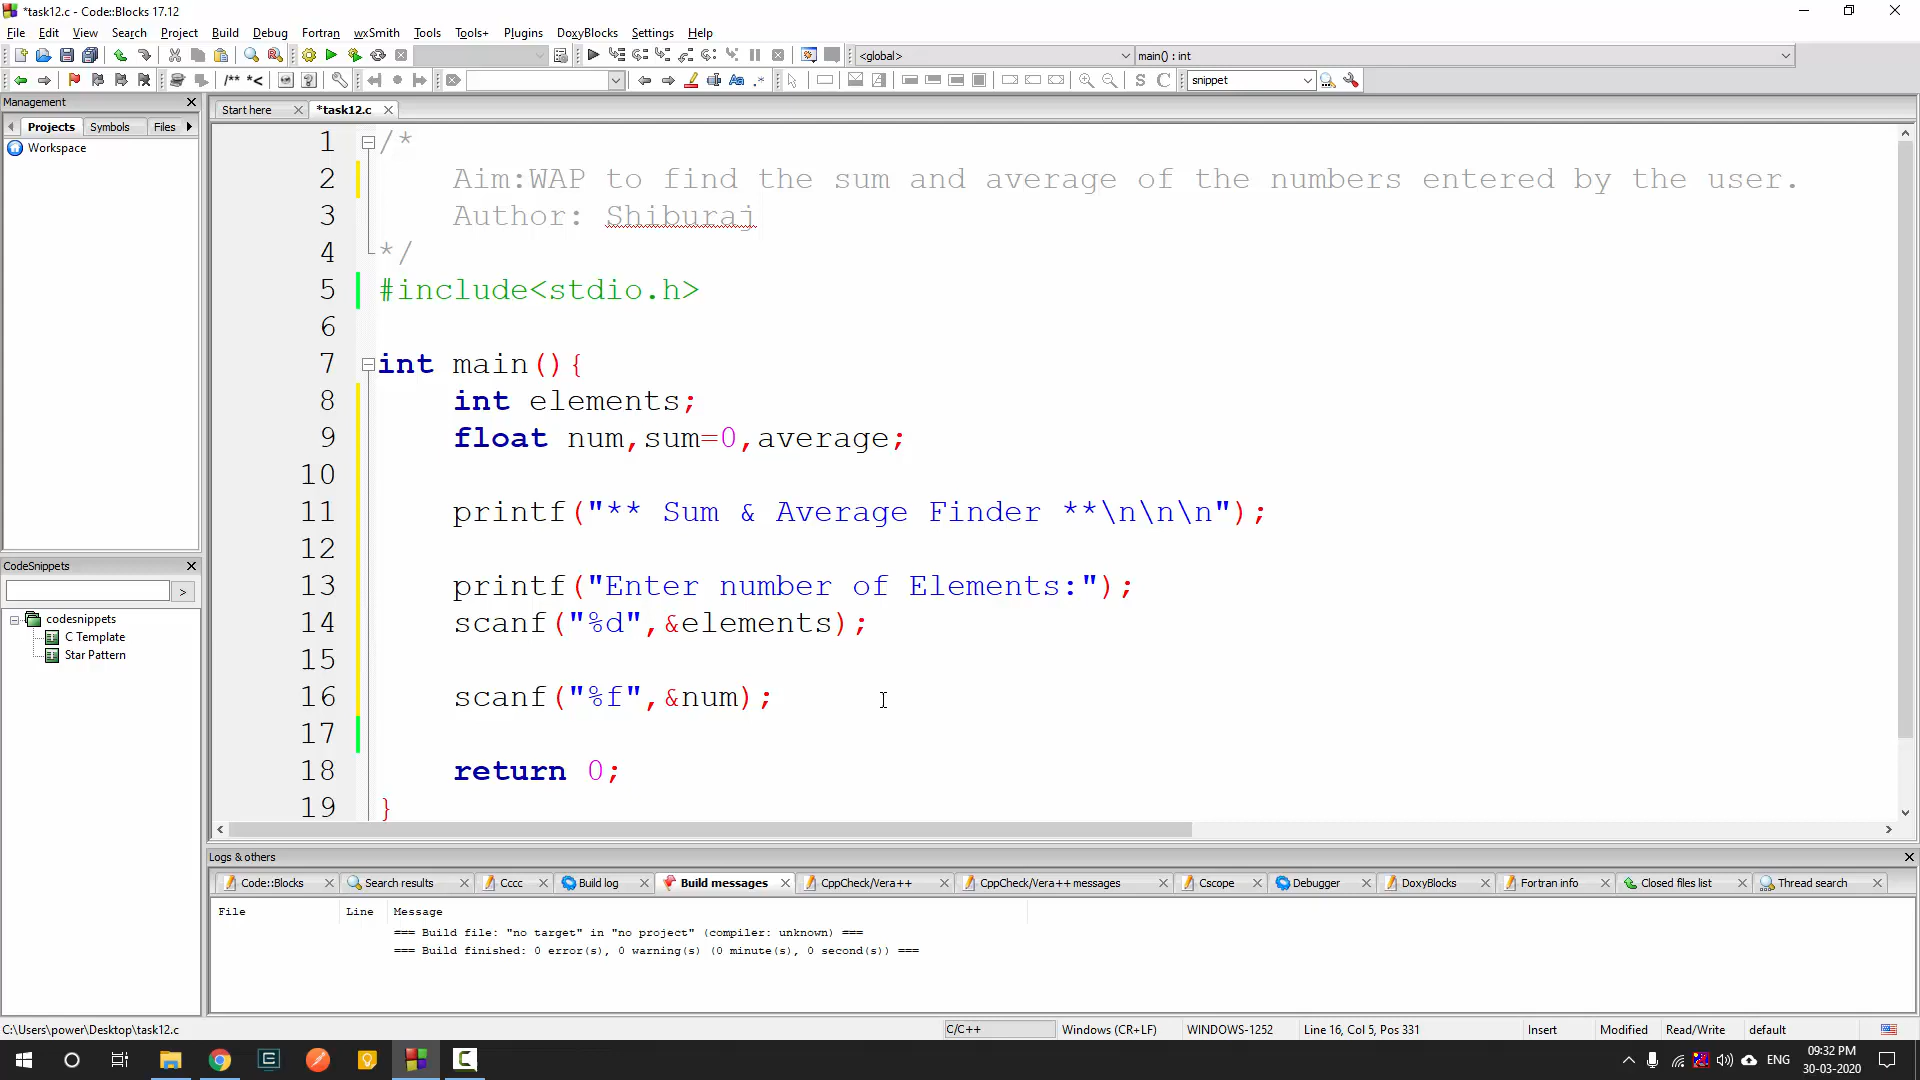 *task12.c - Code::Blocks 17.12
File Edit View Search Project Build Debug Fortran wxSmith Tools Tools+ Plugins DoxyBlocks Settings Help
<global> main() : int
/** *< snippet
Management
Projects Symbols Files
Workspace
CodeSnippets
>
codesnippets
C Template
Star Pattern
Start here *task12.c
1 /*
2 Aim:WAP to find the sum and average of the numbers entered by the user.
3 Author: Shiburaj
4 */
5 #include<stdio.h>
6
7 int main(){
8 int elements;
9 float num,sum=0,average;
10
11 printf("** Sum & Average Finder **\n\n\n");
12
13 printf("Enter number of Elements:");
14 scanf("%d",&elements);
15
16 scanf("%f",&num);
17
18 return 0;
19 }
Logs & others
Code::Blocks Search results Cccc Build log Build messages CppCheck/Vera++ CppCheck/Vera++ messages Cscope Debugger DoxyBlocks Fortran info Closed files list Thread search
File Line Message
=== Build file: "no target" in "no project" (compiler: unknown) ===
=== Build finished: 0 error(s), 0 warning(s) (0 minute(s), 0 second(s)) ===
C:\Users\power\Desktop\task12.c C/C++ Windows (CR+LF) WINDOWS-1252 Line 16, Col 5, Pos 331 Insert Modified Read/Write default
ENG
09:32 PM
30-03-2020